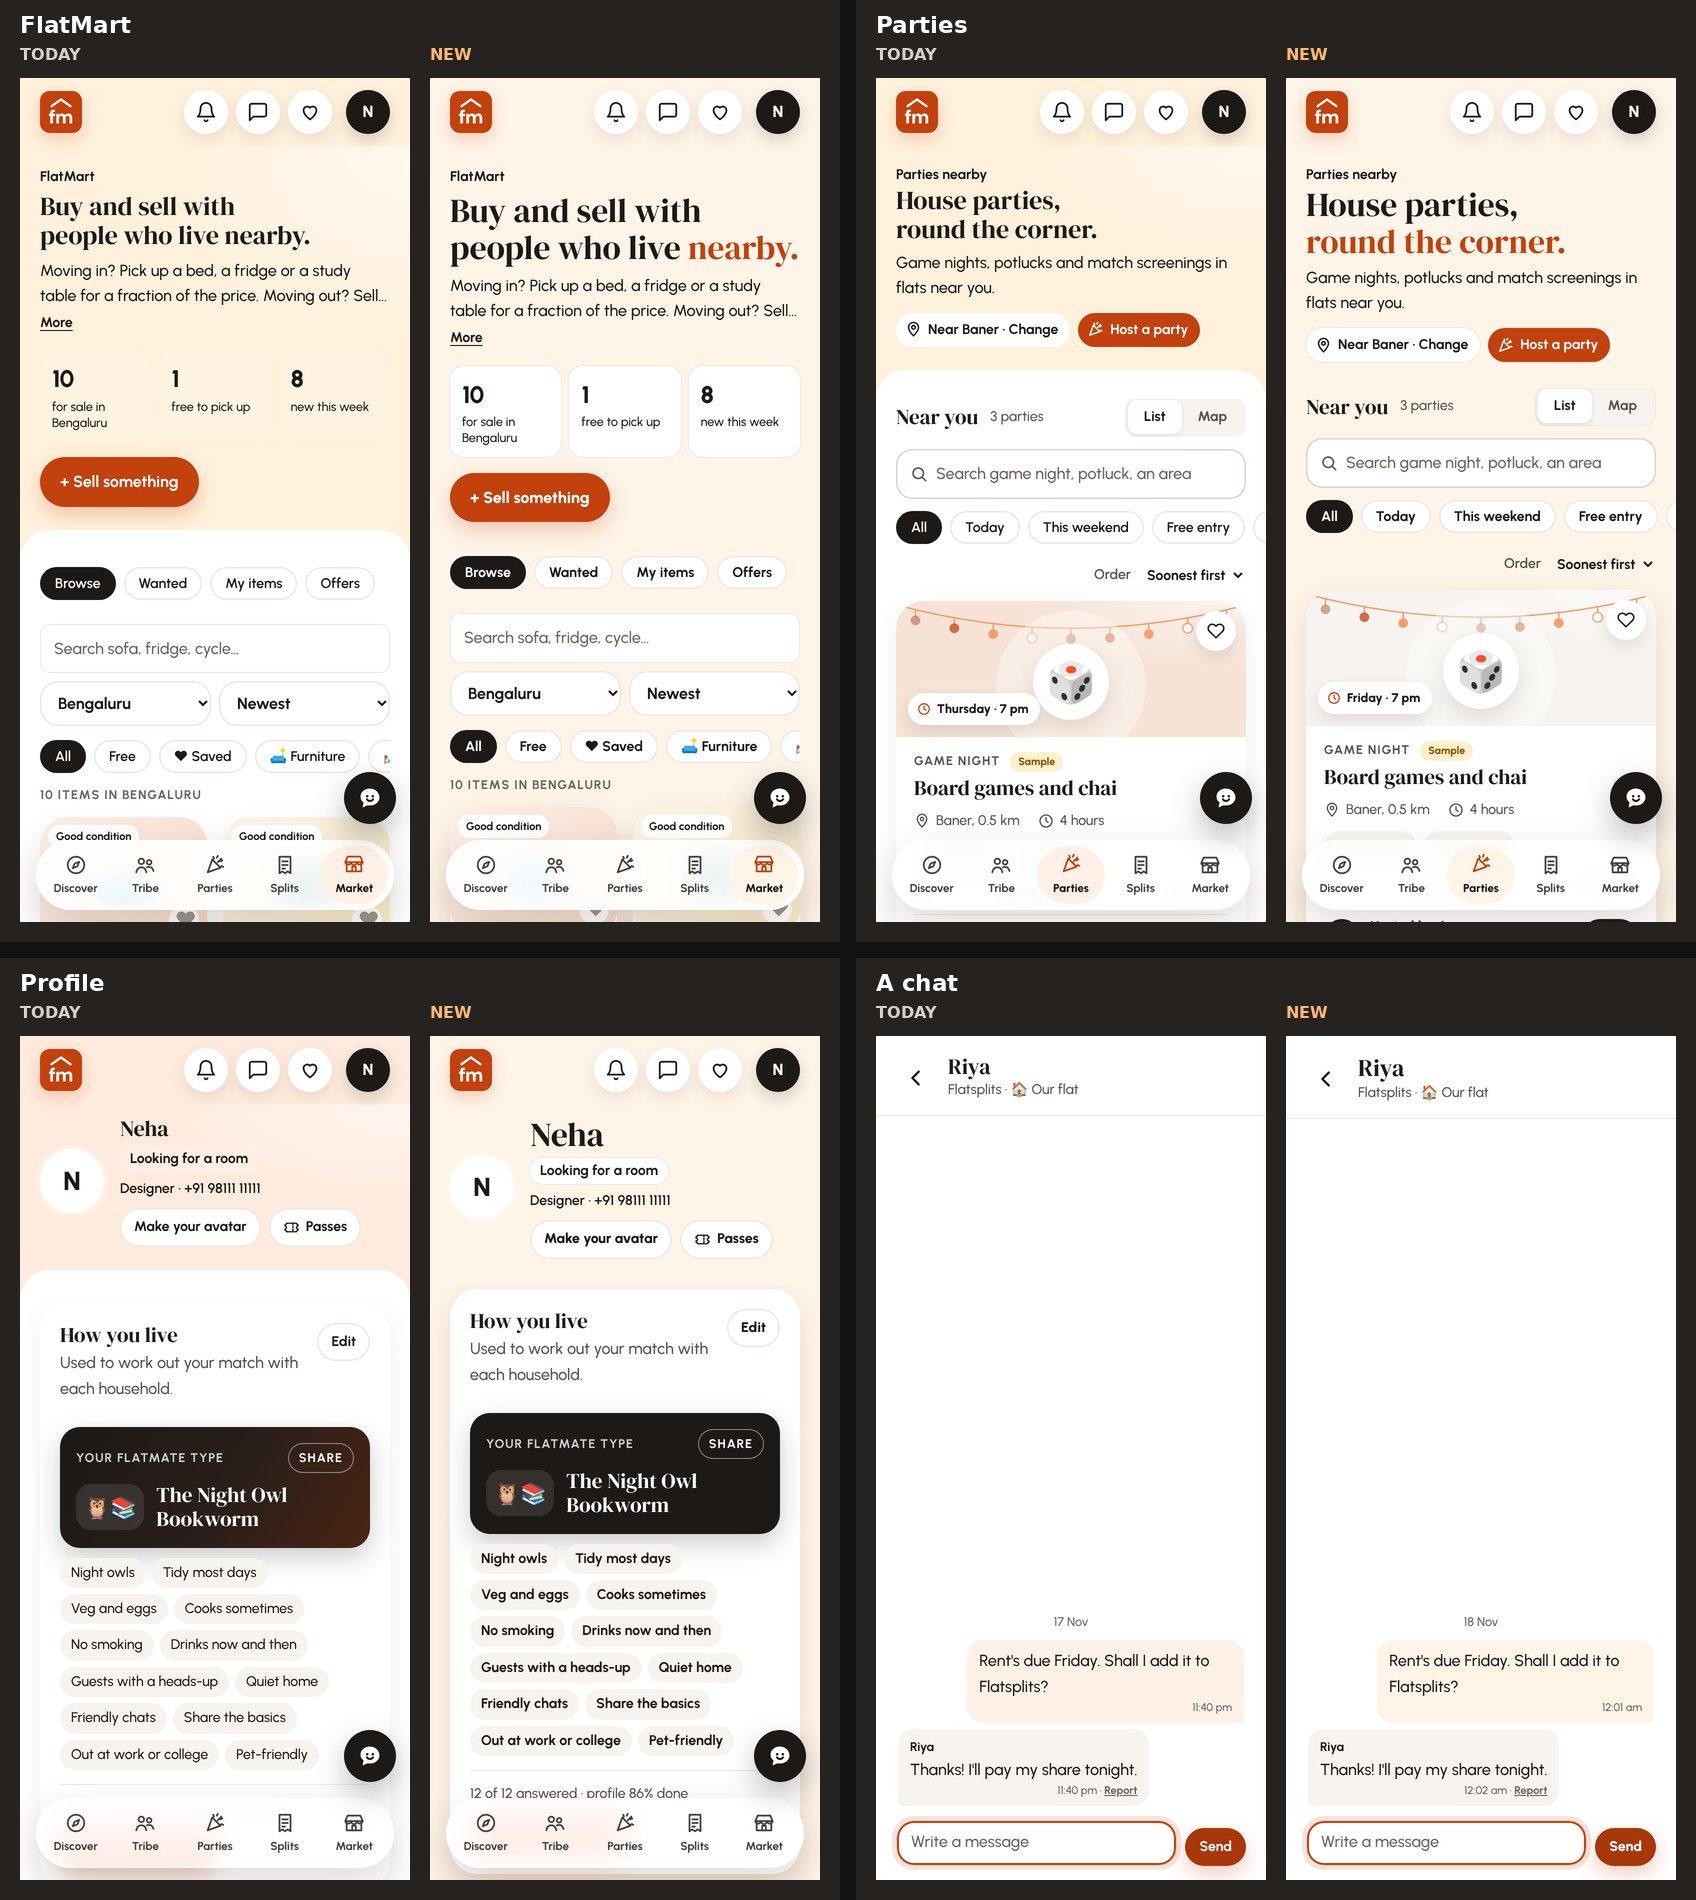 FlatMart
TODAY
fm
N
FlatMart
Buy and sell with
people who live nearby.
Moving in? Pick up a bed, a fridge or a study
table for a fraction of the price. Moving out? Sell...
More
10
for sale in
Bengaluru
1
free to pick up
8
new this week
+ Sell something
Browse
Wanted
My items
Offers
Search sofa, fridge, cycle...
Bengaluru
Newest
All
Free
Saved
Furniture
10 ITEMS IN BENGALURU
Good condition
Good condition
Discover
Tribe
Parties
Splits
Market
NEW
fm
N
FlatMart
Buy and sell with
people who live nearby.
Moving in? Pick up a bed, a fridge or a study
table for a fraction of the price. Moving out? Sell...
More
10
for sale in
Bengaluru
1
free to pick up
8
new this week
+ Sell something
Browse
Wanted
My items
Offers
Search sofa, fridge, cycle...
Bengaluru
Newest
All
Free
Saved
Furniture
10 ITEMS IN BENGALURU
Good condition
Good condition
Discover
Tribe
Parties
Splits
Market
Parties
TODAY
fm
N
Parties nearby
House parties,
round the corner.
Game nights, potlucks and match screenings in
flats near you.
Near Baner · Change
Host a party
Near you
3 parties
List
Map
Search game night, potluck, an area
All
Today
This weekend
Free entry
Order
Soonest first
Thursday · 7 pm
GAME NIGHT
Sample
Board games and chai
Baner, 0.5 km
4 hours
Discover
Tribe
Parties
Splits
Market
NEW
fm
N
Parties nearby
House parties,
round the corner.
Game nights, potlucks and match screenings in
flats near you.
Near Baner · Change
Host a party
Near you
3 parties
List
Map
Search game night, potluck, an area
All
Today
This weekend
Free entry
Order
Soonest first
Friday · 7 pm
GAME NIGHT
Sample
Board games and chai
Baner, 0.5 km
4 hours
Discover
Tribe
Parties
Splits
Market
Profile
TODAY
fm
N
Neha
N
Looking for a room
Designer · +91 98111 11111
Make your avatar
Passes
How you live
Edit
Used to work out your match with
each household.
YOUR FLATMATE TYPE
SHARE
The Night Owl
Bookworm
Night owls
Tidy most days
Veg and eggs
Cooks sometimes
No smoking
Drinks now and then
Guests with a heads-up
Quiet home
Friendly chats
Share the basics
Out at work or college
Pet-friendly
Discover
Tribe
Parties
Splits
Market
NEW
fm
N
Neha
N
Looking for a room
Designer · +91 98111 11111
Make your avatar
Passes
How you live
Edit
Used to work out your match with
each household.
YOUR FLATMATE TYPE
SHARE
The Night Owl
Bookworm
Night owls
Tidy most days
Veg and eggs
Cooks sometimes
No smoking
Drinks now and then
Guests with a heads-up
Quiet home
Friendly chats
Share the basics
Out at work or college
Pet-friendly
12 of 12 answered · profile 86% done
Discover
Tribe
Parties
Splits
Market
A chat
TODAY
Riya
Flatsplits · Our flat
17 Nov
Rent's due Friday. Shall I add it to
Flatsplits?
11:40 pm
Riya
Thanks! I'll pay my share tonight.
11:40 pm · Report
Write a message
Send
NEW
Riya
Flatsplits · Our flat
18 Nov
Rent's due Friday. Shall I add it to
Flatsplits?
12:01 am
Riya
Thanks! I'll pay my share tonight.
12:02 am · Report
Write a message
Send